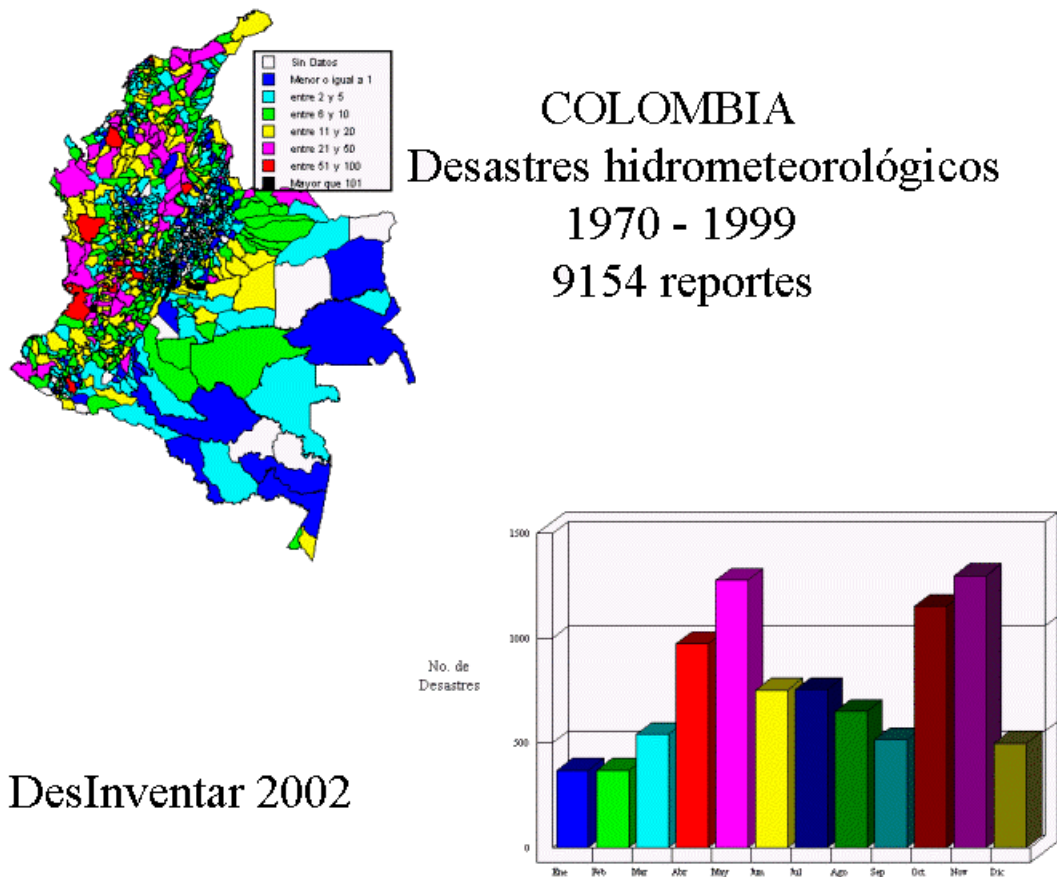 Sin Datos
Menor o igual a 1
entre 2 y 5
entre 6 y 10
entre 11 y 20
entre 21 y 50
entre 51 y 100
Mayor que 101
COLOMBIA
Desastres hidrometeorológicos
1970 - 1999
9154 reportes
1500
1000
500
0
No. de
Desastres
Ene Feb Mar Abr May Jun Jul Ago Sep Oct Nov Dic
DesInventar 2002